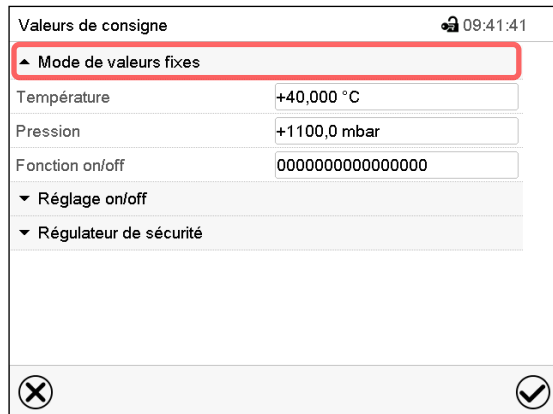 Valeurs de consigne 09:41:41
Mode de valeurs fixes
Température +40,000 °C
Pression +1100,0 mbar
Fonction on/off 0000000000000000
Réglage on/off
Régulateur de sécurité